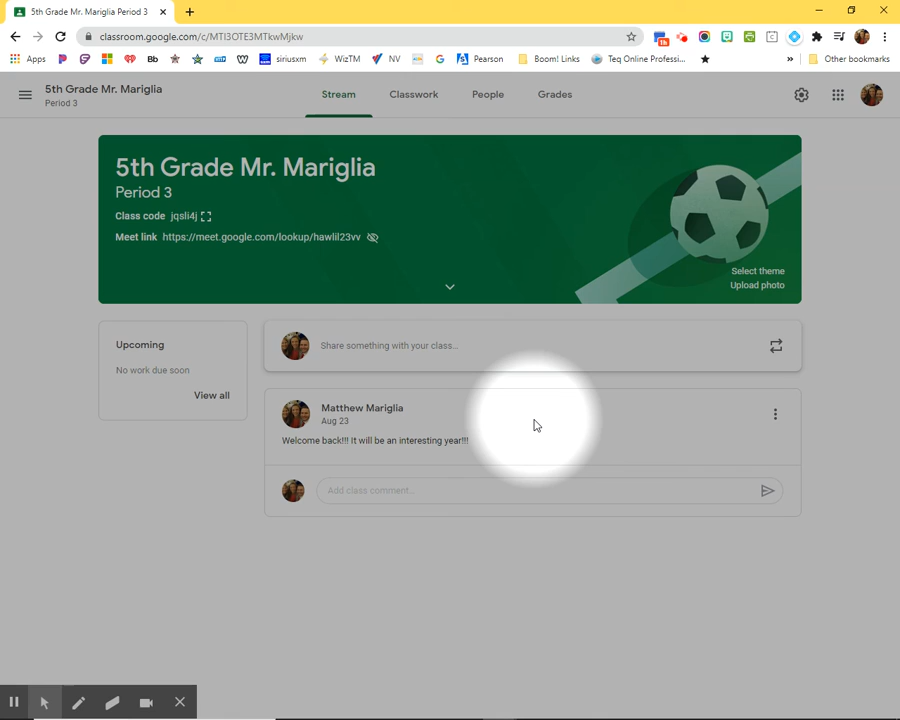 5th Grade Mr. Mariglia Period 3
classroom.google.com/c/MTI3OTE3MTkwMjkw
Apps
Bb
W
siriusxm
WizTM
NV
G
Pearson
Boom! Links
Teq Online Professi...
»
Other bookmarks
5th Grade Mr. Mariglia
Period 3
Stream
Classwork
People
Grades
5th Grade Mr. Mariglia
Period 3
Class code jqsli4j
Meet link https://meet.google.com/lookup/hawlil23vv
Select theme
Upload photo
Upcoming
No work due soon
View all
Share something with your class...
Matthew Mariglia
Aug 23
Welcome back!!! It will be an interesting year!!!
Add class comment...